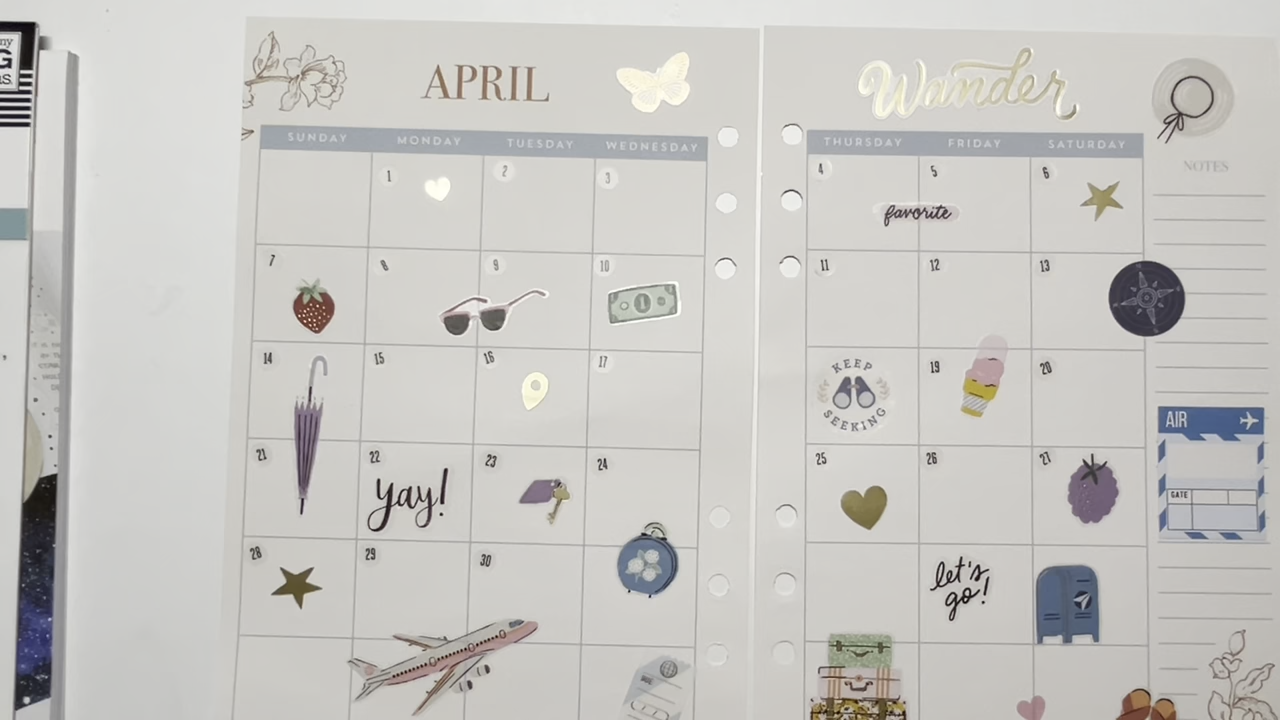 APRIL
Wander
SUNDAY MONDAY TUESDAY WEDNESDAY THURSDAY FRIDAY SATURDAY
NOTES
1 2 3 4 5 6
favorite
7 8 9 10 11 12 13
1
14 15 16 17 19 20
KEEP
SEEKING
AIR
21 22 23 24 25 26 27
yay!
GATE
28 29 30
let's
go!